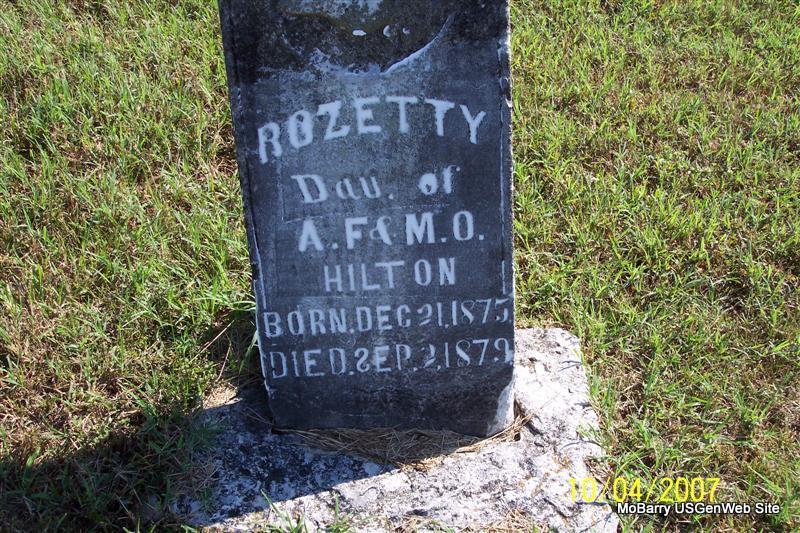 ROZETTY
Dau. of
A.F & M.O.
HILTON
BORN.DEC 21,1875
DIED.SEP.2,1879
10/04/2007
MoBarry USGenWeb Site